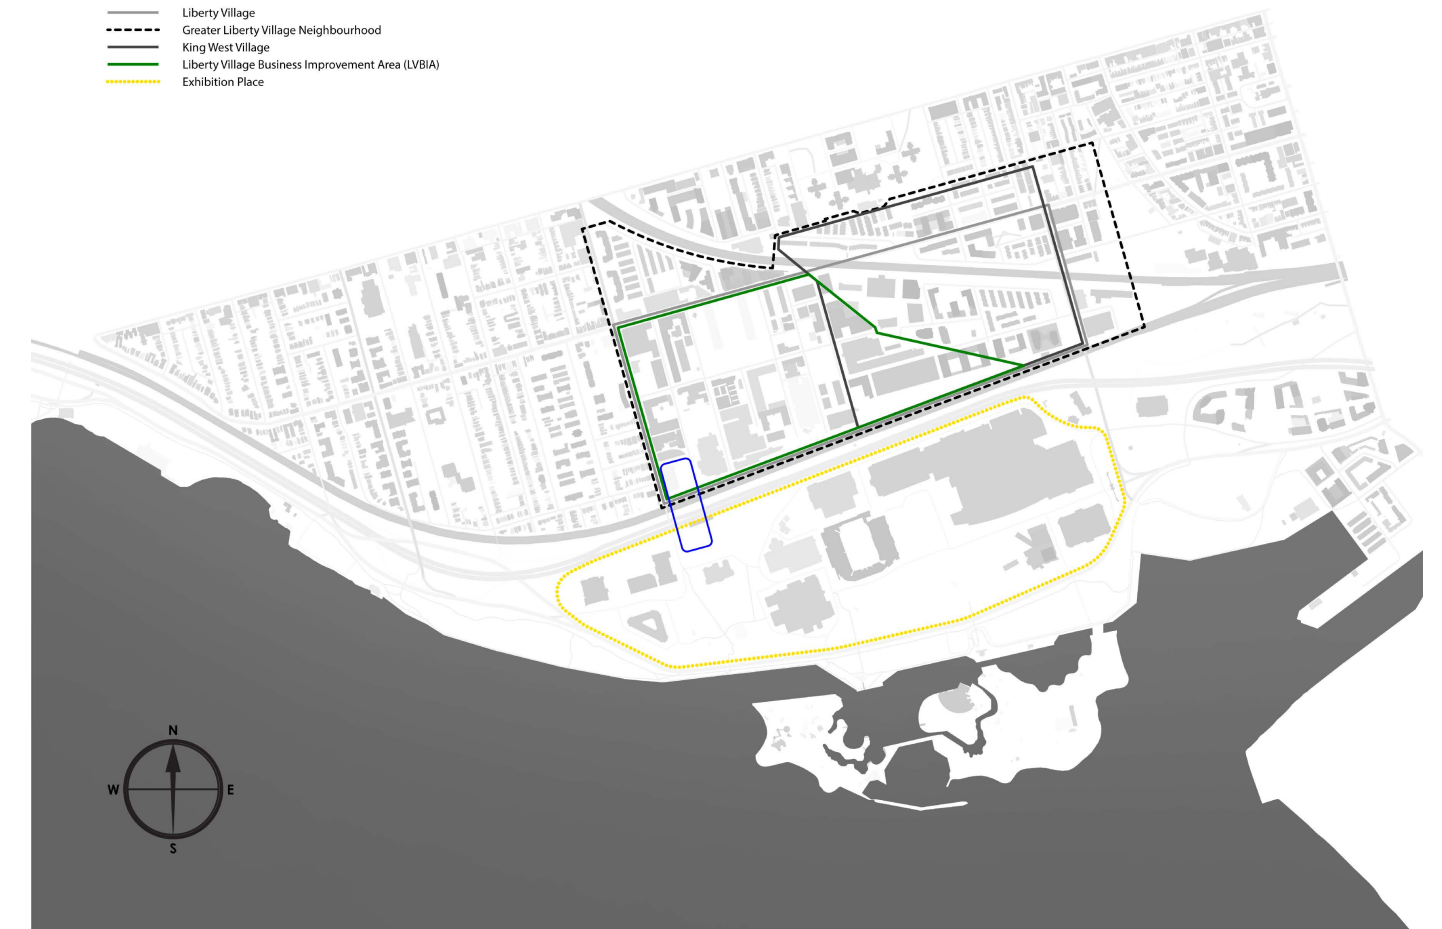 Liberty Village
Greater Liberty Village Neighbourhood
King West Village
Liberty Village Business Improvement Area (LVBIA)
Exhibition Place
N
W
E
S